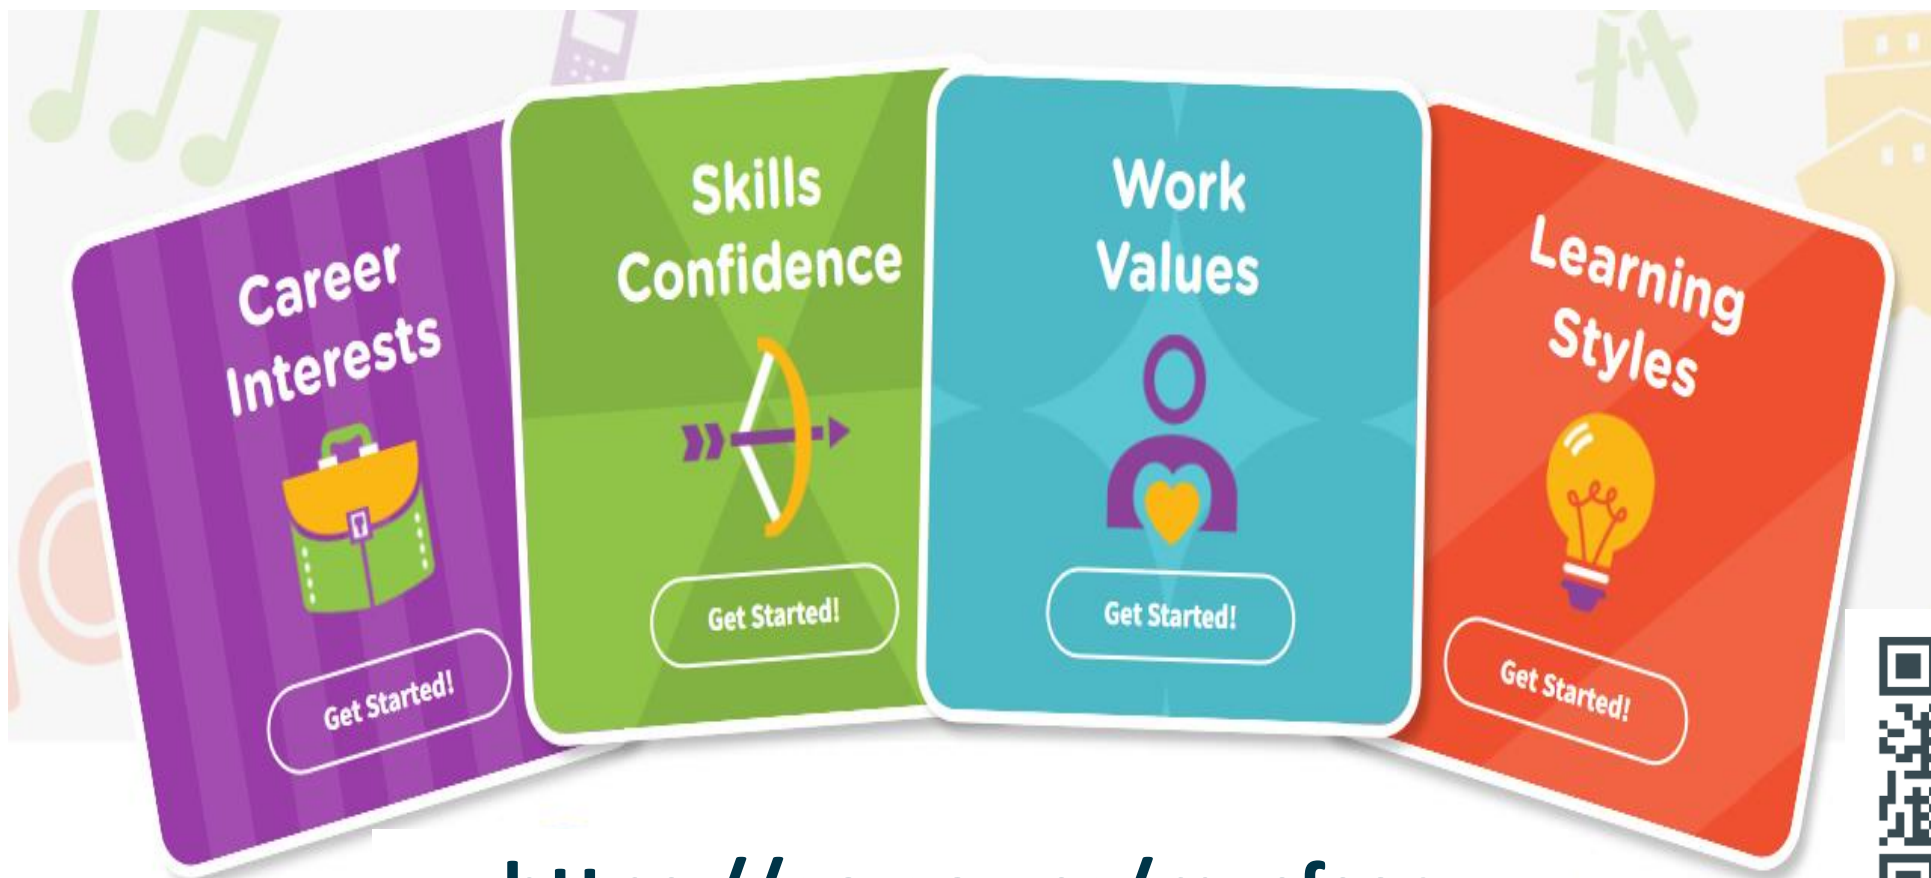 Career
Interests
Get Started!
Skills
Confidence
Get Started!
Work
Values
Get Started!
Learning
Styles
Get Started!